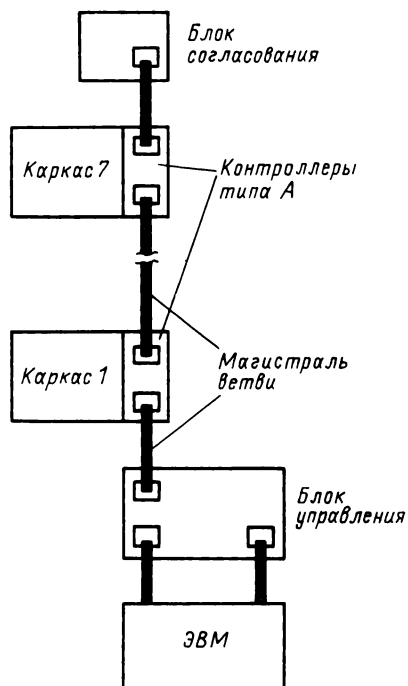 Блок
согласования
Каркас 7
Контроллеры
типа А
Каркас 1
Магистраль
ветви
Блок
управления
ЭВМ